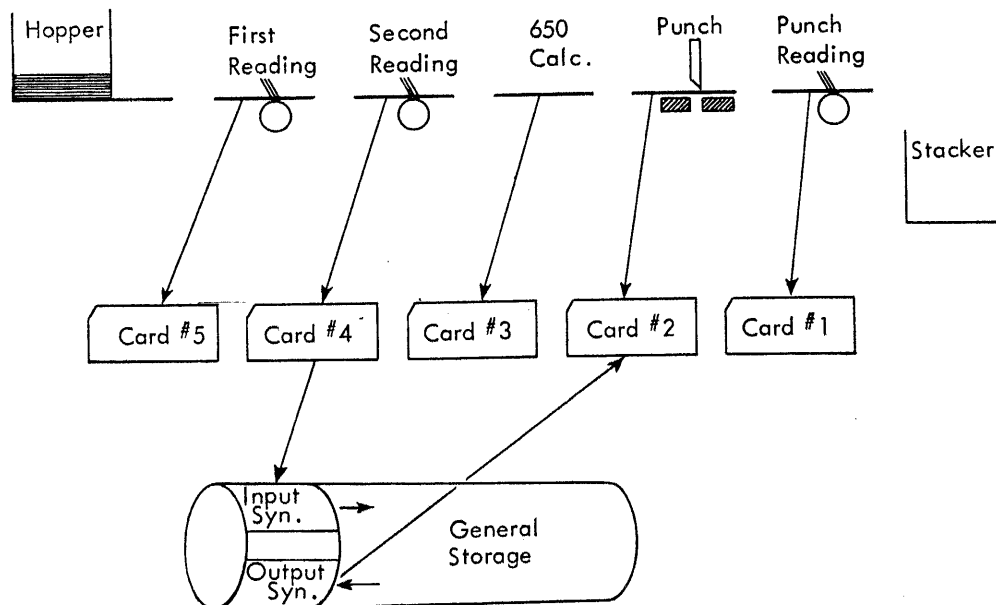 Hopper
First
Reading
Second
Reading
650
Calc.
Punch
Punch
Reading
Stacker
Card #5
Card #4
Card #3
Card #2
Card #1
Input
Syn.
General
Storage
Output
Syn.